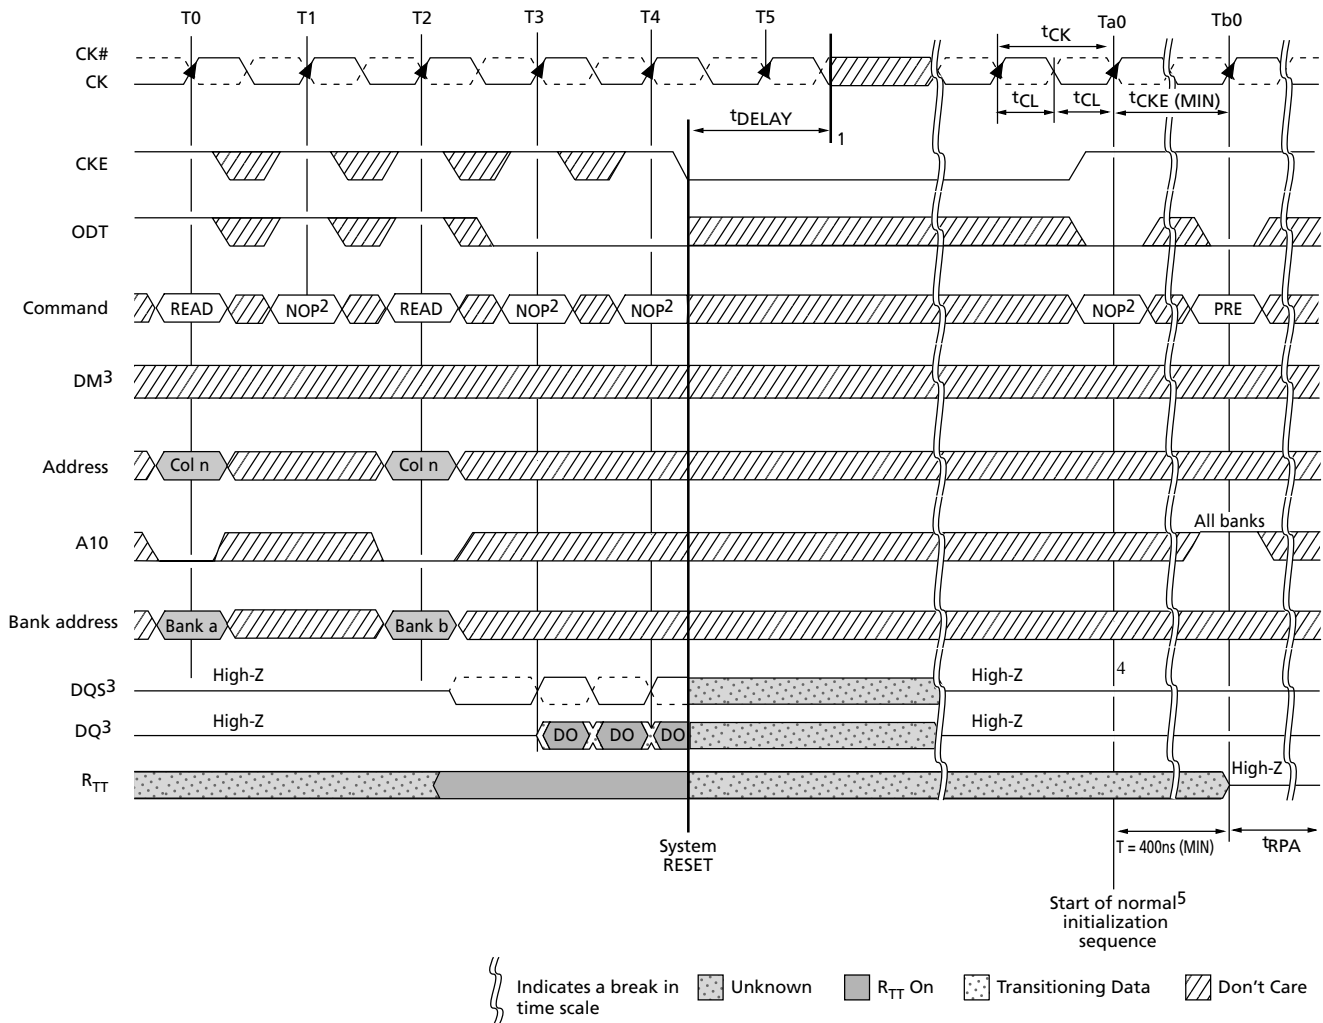 T0 T1 T2 T3 T4 T5 Ta0 Tb0
CK#
CK
tCK
tCL tCL tCKE (MIN)
tDELAY
1
CKE
ODT
Command READ NOP2 READ NOP2 NOP2 NOP2 PRE
DM3
Address Col n Col n
A10 All banks
Bank address Bank a Bank b
DQS3 High-Z High-Z 4
DQ3 High-Z DO DO DO High-Z
RTT High-Z
System
RESET
T = 400ns (MIN) tRPA
Start of normal5
initialization
sequence
Indicates a break in
time scale
Unknown
RTT On
Transitioning Data
Don't Care